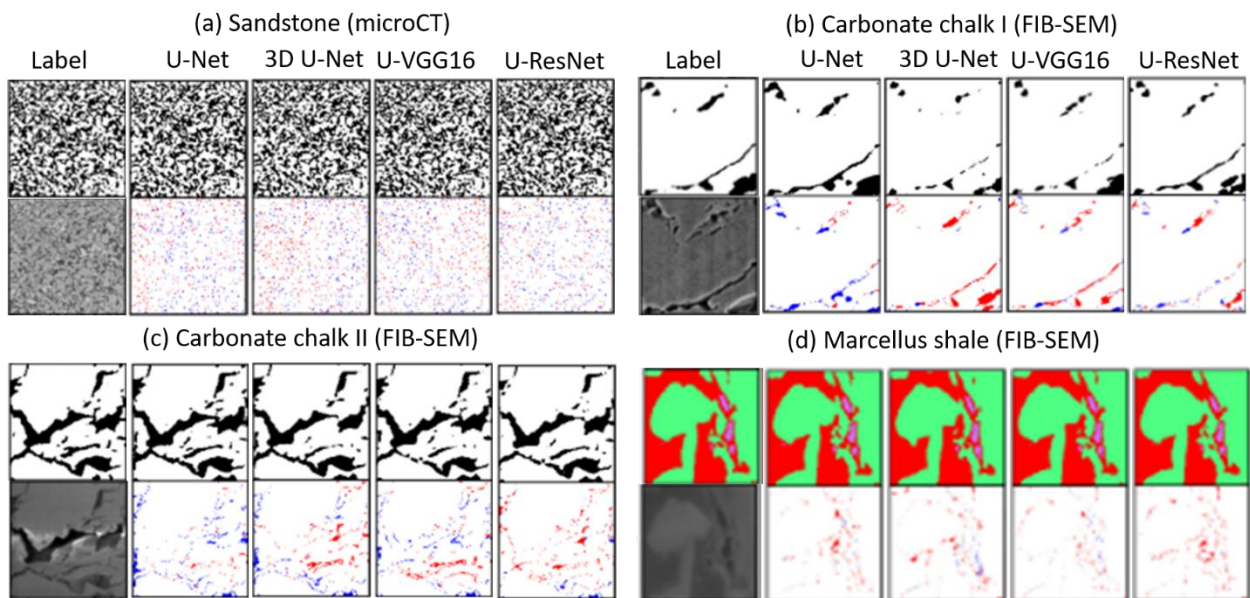 (a) Sandstone (microCT)
Label U-Net 3D U-Net U-VGG16 U-ResNet
(b) Carbonate chalk I (FIB-SEM)
Label U-Net 3D U-Net U-VGG16 U-ResNet
(c) Carbonate chalk II (FIB-SEM)
(d) Marcellus shale (FIB-SEM)